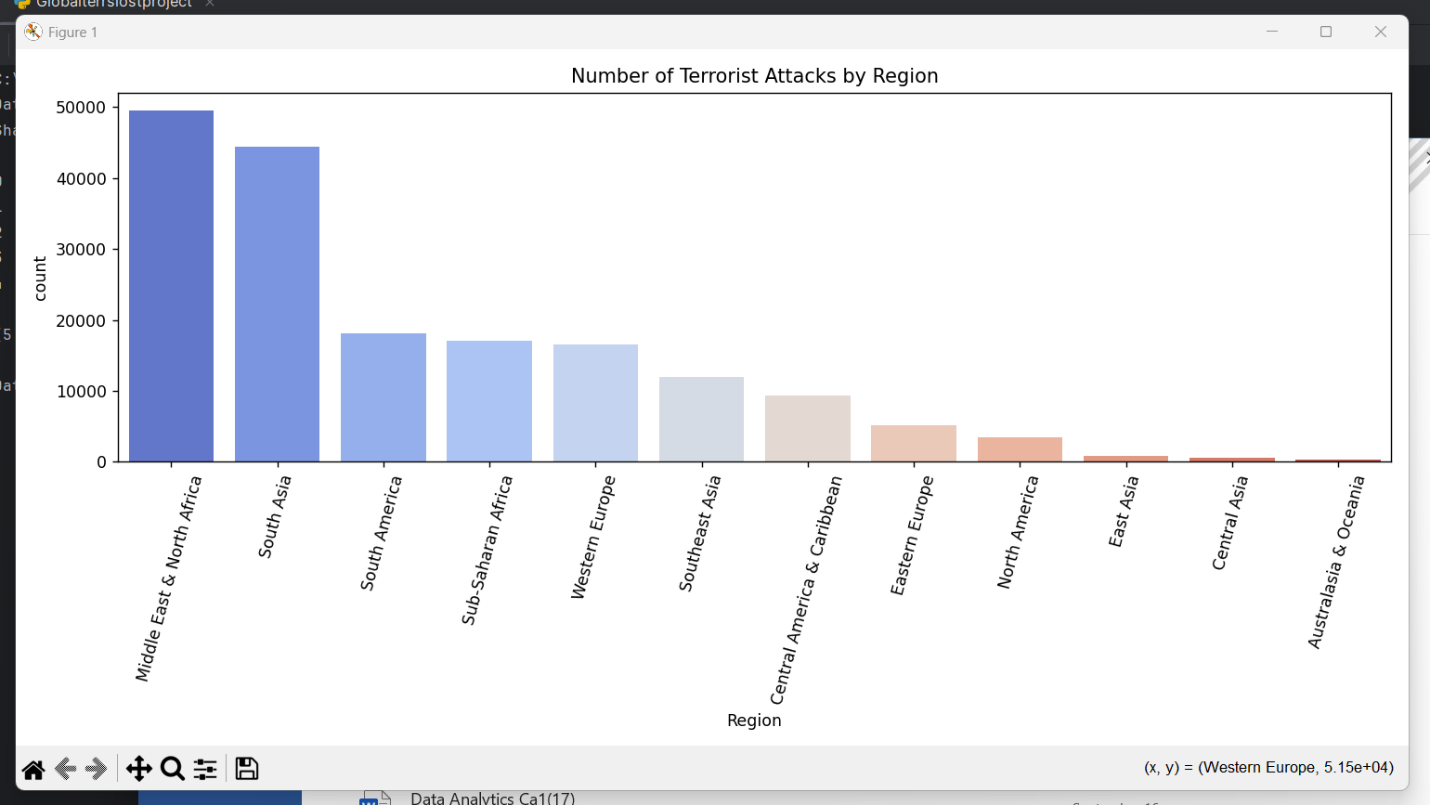 Globalterrsiostproject
Figure 1
Number of Terrorist Attacks by Region
50000
40000
30000
20000
10000
0
count
Middle East & North Africa
South Asia
South America
Sub-Saharan Africa
Western Europe
Southeast Asia
Central America & Caribbean
Eastern Europe
North America
East Asia
Central Asia
Australasia & Oceania
Region
(x, y) = (Western Europe, 5.15e+04)
Data Analytics Ca1(17)